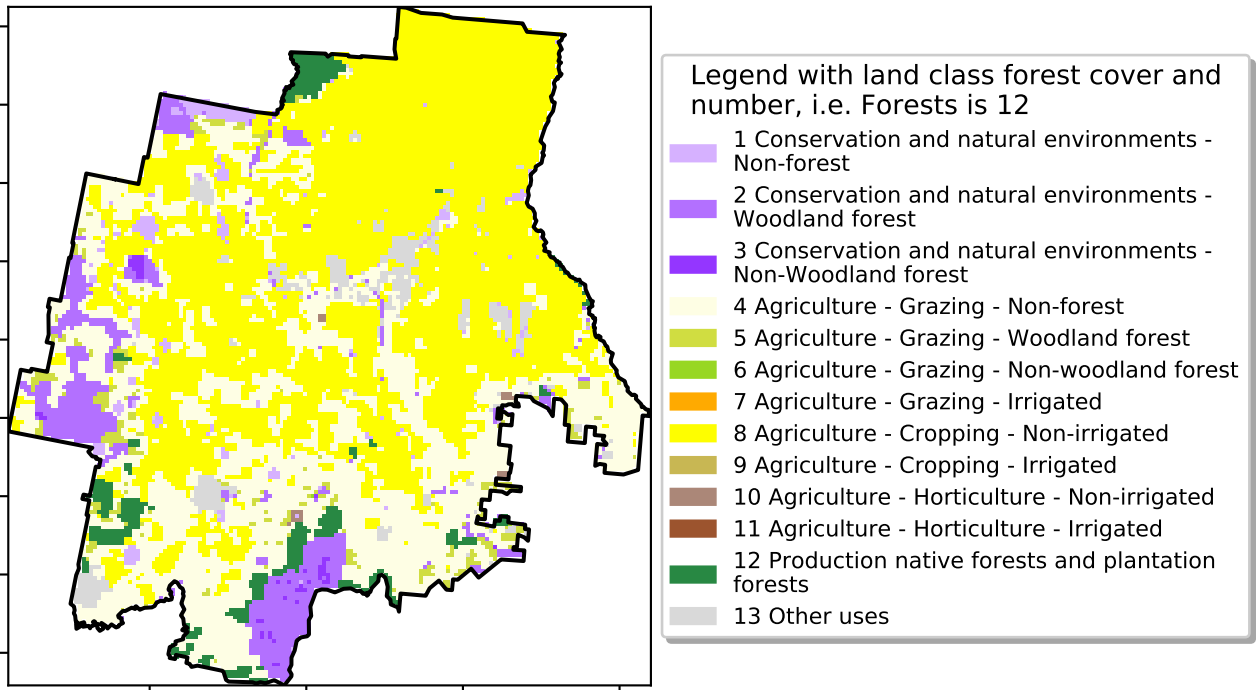 Legend with land class forest cover and
number, i.e. Forests is 12
1 Conservation and natural environments -
Non-forest
2 Conservation and natural environments -
Woodland forest
3 Conservation and natural environments -
Non-Woodland forest
4 Agriculture - Grazing - Non-forest
5 Agriculture - Grazing - Woodland forest
6 Agriculture - Grazing - Non-woodland forest
7 Agriculture - Grazing - Irrigated
8 Agriculture - Cropping - Non-irrigated
9 Agriculture - Cropping - Irrigated
10 Agriculture - Horticulture - Non-irrigated
11 Agriculture - Horticulture - Irrigated
12 Production native forests and plantation
forests
13 Other uses